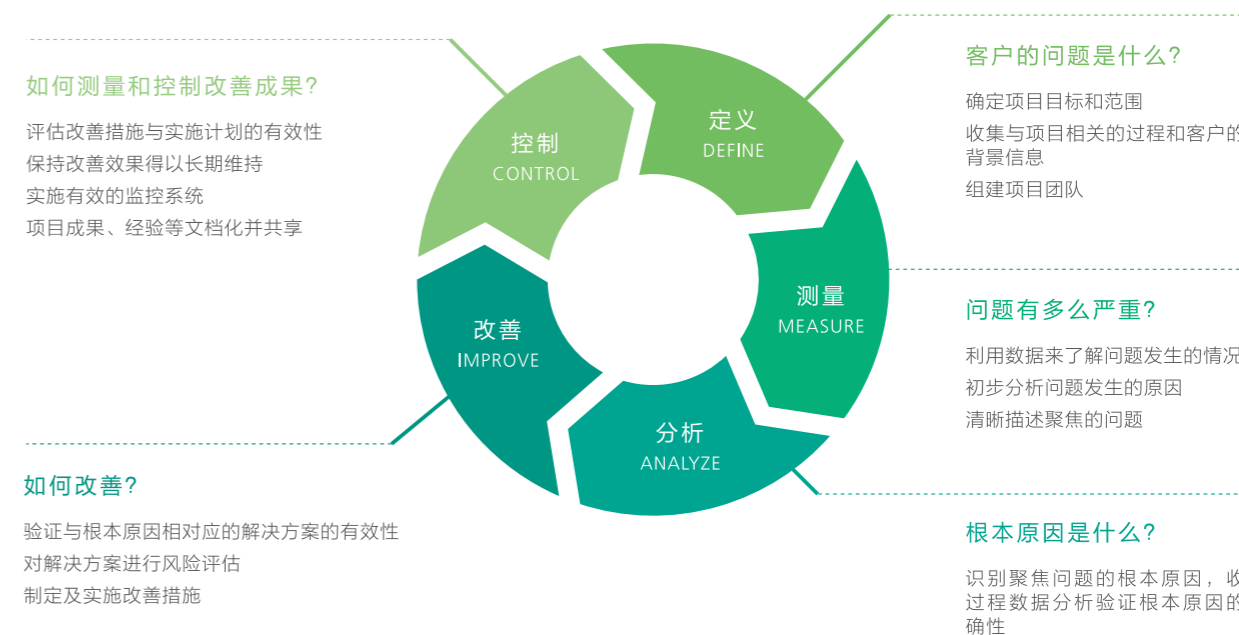 如何测量和控制改善成果?
评估改善措施与实施计划的有效性
保持改善效果得以长期维持
实施有效的监控系统
项目成果、经验等文档化并共享
控制
CONTROL
定义
DEFINE
客户的问题是什么?
确定项目目标和范围
收集与项目相关的过程和客户的
背景信息
组建项目团队
测量
MEASURE
问题有多么严重?
利用数据来了解问题发生的情况
初步分析问题发生的原因
清晰描述聚焦的问题
改善
IMPROVE
分析
ANALYZE
如何改善?
验证与根本原因相对应的解决方案的有效性
对解决方案进行风险评估
制定及实施改善措施
根本原因是什么?
识别聚焦问题的根本原因，收
过程数据分析验证根本原因的
确性